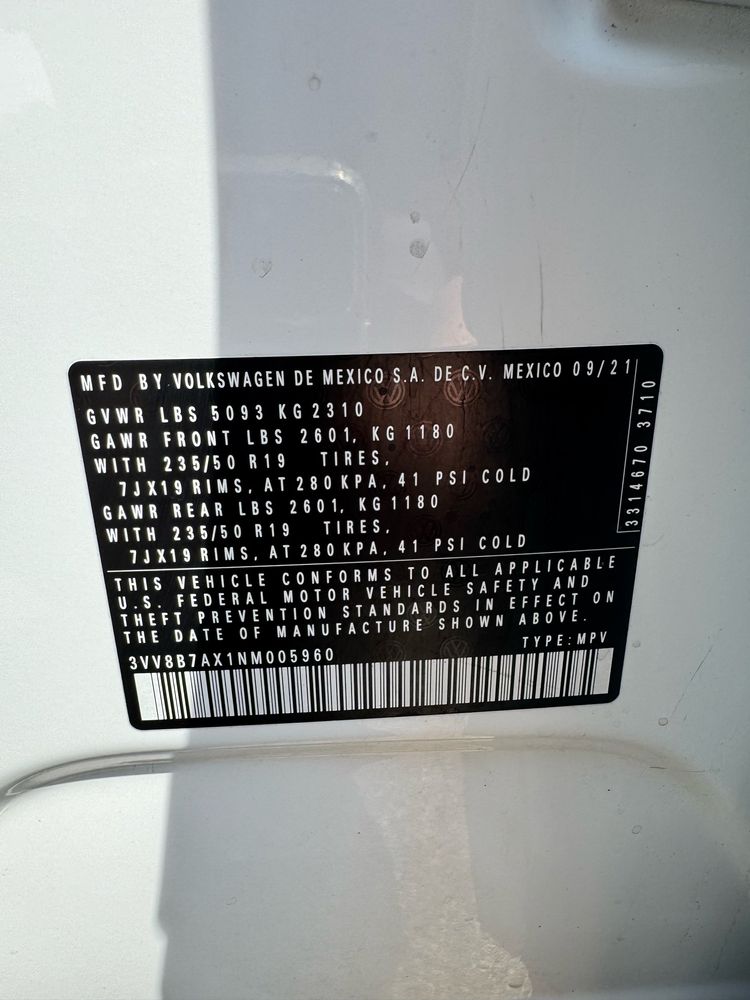 MFD BY VOLKSWAGEN DE MEXICO S.A. DE C.V. MEXICO 09/21
GVWR LBS 5093 KG 2310
GAWR FRONT LBS 2601, KG 1180
WITH 235/50 R19 TIRES,
7JX19 RIMS, AT 280 KPA, 41 PSI COLD
GAWR REAR LBS 2601, KG 1180
WITH 235/50 R19 TIRES,
7JX19 RIMS, AT 280 KPA, 41 PSI COLD
3314670 3710
THIS VEHICLE CONFORMS TO ALL APPLICABLE
U.S. FEDERAL MOTOR VEHICLE SAFETY AND
THEFT PREVENTION STANDARDS IN EFFECT ON
THE DATE OF MANUFACTURE SHOWN ABOVE.
TYPE: MPV
3VV8B7AX1NM005960